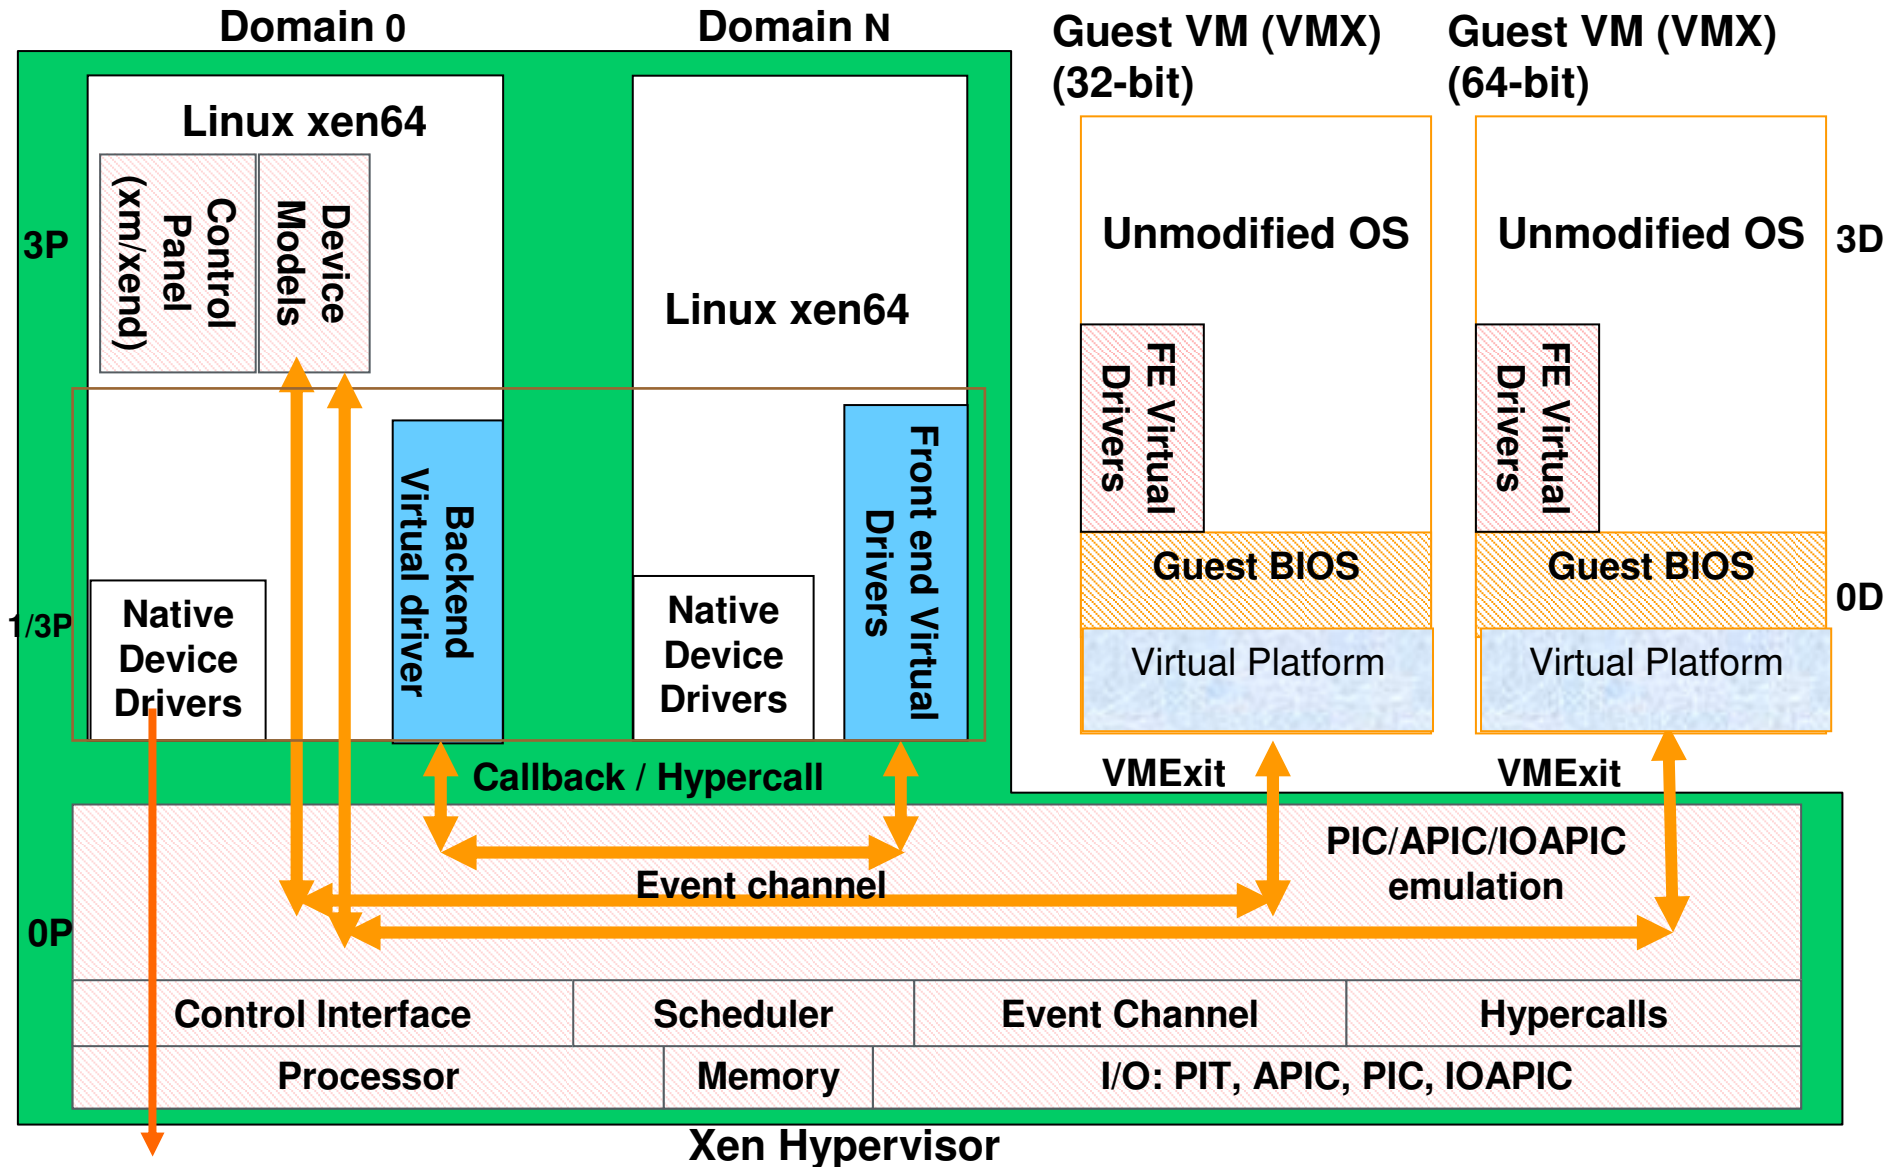 Domain 0
Domain N
Guest VM (VMX)
(32-bit)
Guest VM (VMX)
(64-bit)
Linux xen64
Control
Panel
(xm/xend)
Device
Models
3P
Linux xen64
Unmodified OS
Unmodified OS
3D
FE Virtual
Drivers
FE Virtual
Drivers
Backend
Virtual driver
Front end Virtual
Drivers
Guest BIOS
Guest BIOS
0D
1/3P
Native
Device
Drivers
Native
Device
Drivers
Virtual Platform
Virtual Platform
Callback / Hypercall
VMExit
VMExit
PIC/APIC/IOAPIC
emulation
Event channel
0P
Control Interface
Scheduler
Event Channel
Hypercalls
Processor
Memory
I/O: PIT, APIC, PIC, IOAPIC
Xen Hypervisor